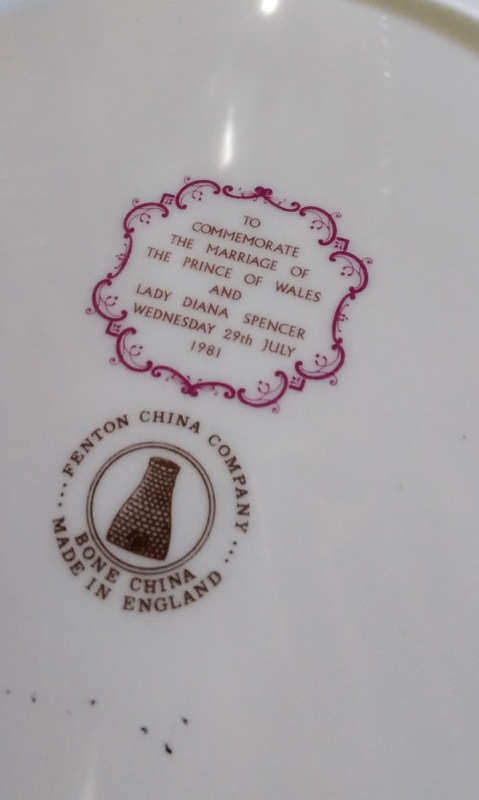 TO
COMMEMORATE
THE MARRIAGE OF
THE PRINCE OF WALES
AND
LADY DIANA SPENCER
WEDNESDAY 29th JULY
1981
... FENTON CHINA COMPANY ...
BONE CHINA
MADE IN ENGLAND